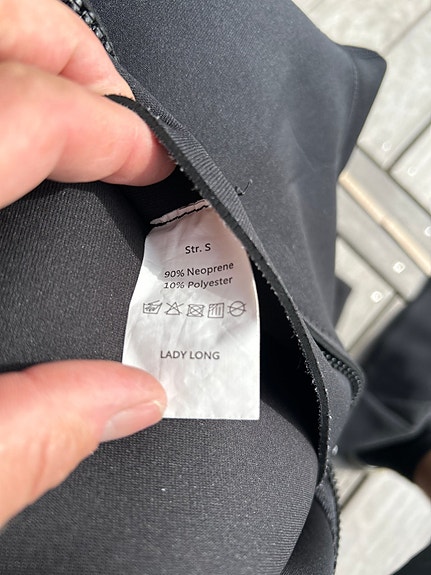 Str. S
90% Neoprene
10% Polyester
LADY LONG